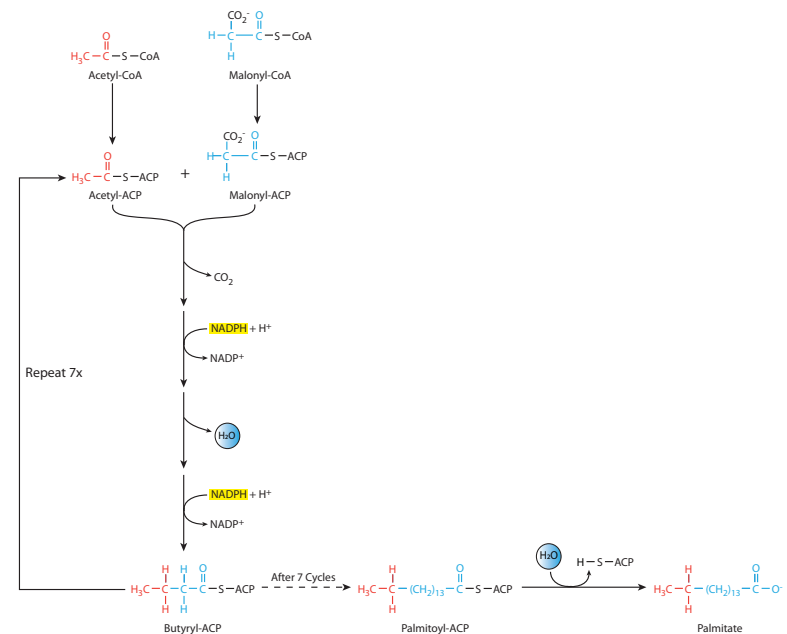 CO2- O
H–C–C–S–CoA
H
O
H3C–C–S–CoA
Acetyl-CoA
Malonyl-CoA
CO2- O
H–C–C–S–ACP
H
O
H3C–C–S–ACP
+
Acetyl-ACP
Malonyl-ACP
CO2
NADPH + H+
NADP+
Repeat 7x
H2O
NADPH + H+
NADP+
H H O
H3C–C–C–C–S–ACP
H H
Butyryl-ACP
After 7 Cycles
H O
H3C–C–(CH2)13–C–S–ACP
H
Palmitoyl-ACP
H2O
H–S–ACP
H O
H3C–C–(CH2)13–C–O-
H
Palmitate